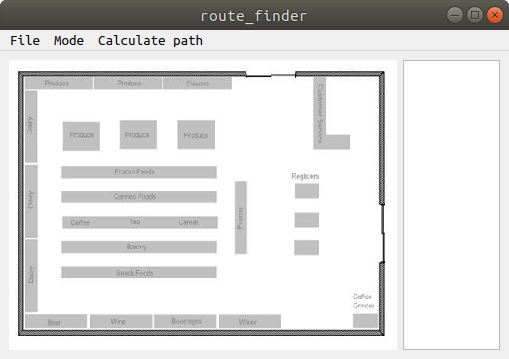 route_finder
File Mode Calculate path
Produce Produce Flowers
Customer Service
Dairy
Produce Produce Produce
Frozen Foods
Registers
Canned Foods
Dairy
Frozen
Coffee Tea Cereal
Bakery
Snack Foods
Dairy
Coffee
Grinder
Beer Wine Beverages Water